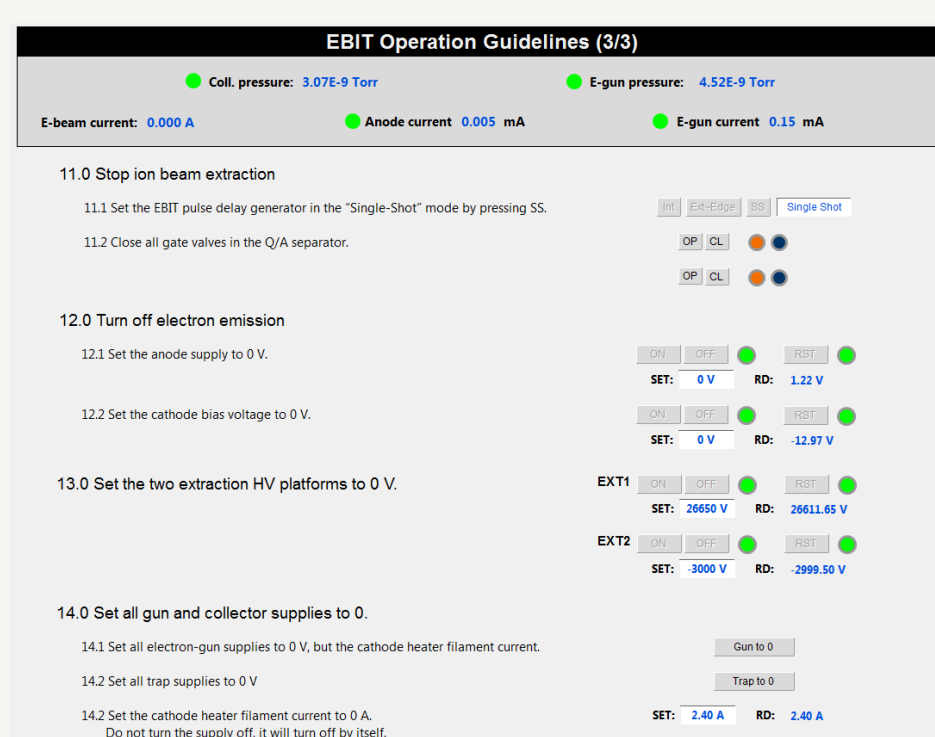 EBIT Operation Guidelines (3/3)
Coll. pressure: 3.07E-9 Torr E-gun pressure: 4.52E-9 Torr
E-beam current: 0.000 A Anode current 0.005 mA E-gun current 0.15 mA
11.0 Stop ion beam extraction
11.1 Set the EBIT pulse delay generator in the "Single-Shot" mode by pressing SS. Int Ext~Edge SS Single Shot
11.2 Close all gate valves in the Q/A separator. OP CL
OP CL
12.0 Turn off electron emission
12.1 Set the anode supply to 0 V. ON OFF RST
SET: 0 V RD: 1.22 V
12.2 Set the cathode bias voltage to 0 V. ON OFF RST
SET: 0 V RD: -12.97 V
13.0 Set the two extraction HV platforms to 0 V. EXT1 ON OFF RST
SET: 26650 V RD: 26611.65 V
EXT2 ON OFF RST
SET: -3000 V RD: -2999.50 V
14.0 Set all gun and collector supplies to 0.
14.1 Set all electron-gun supplies to 0 V, but the cathode heater filament current. Gun to 0
14.2 Set all trap supplies to 0 V Trap to 0
14.2 Set the cathode heater filament current to 0 A. SET: 2.40 A RD: 2.40 A
Do not turn the supply off, it will turn off by itself.